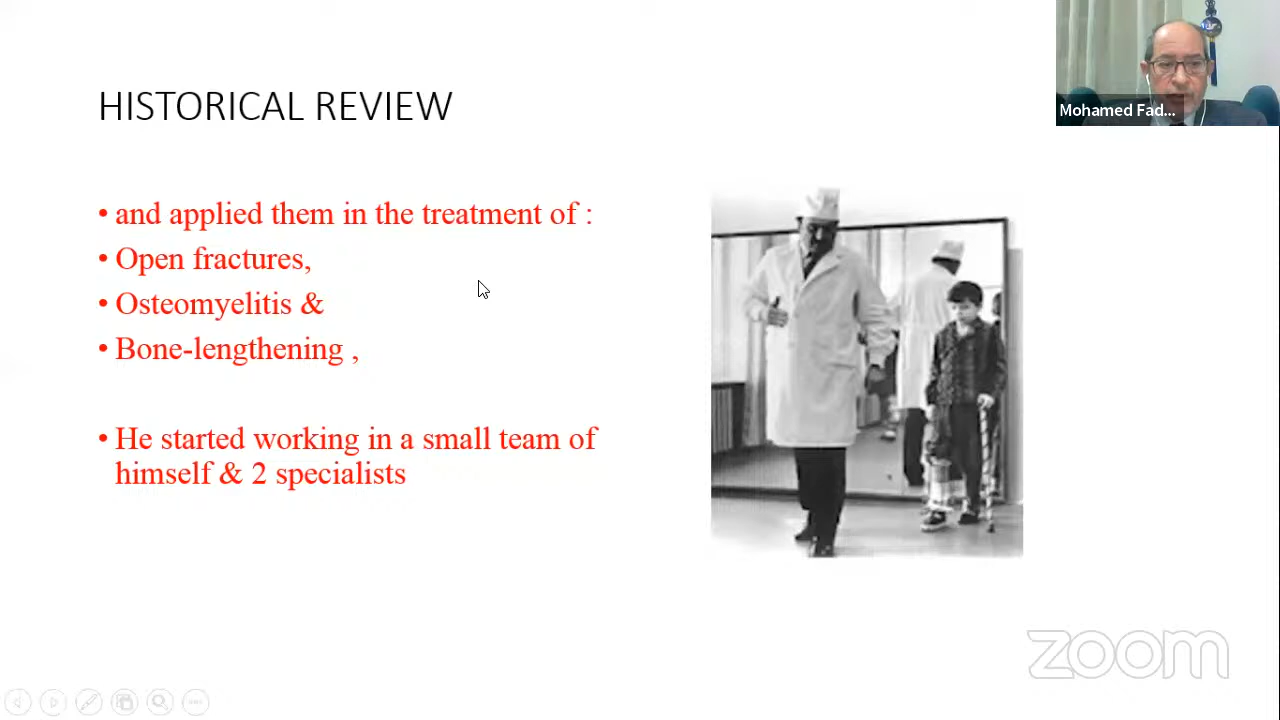 Mohamed Fad...
HISTORICAL REVIEW
• and applied them in the treatment of :
• Open fractures,
• Osteomyelitis &
• Bone-lengthening ,
• He started working in a small team of
himself & 2 specialists
zoom